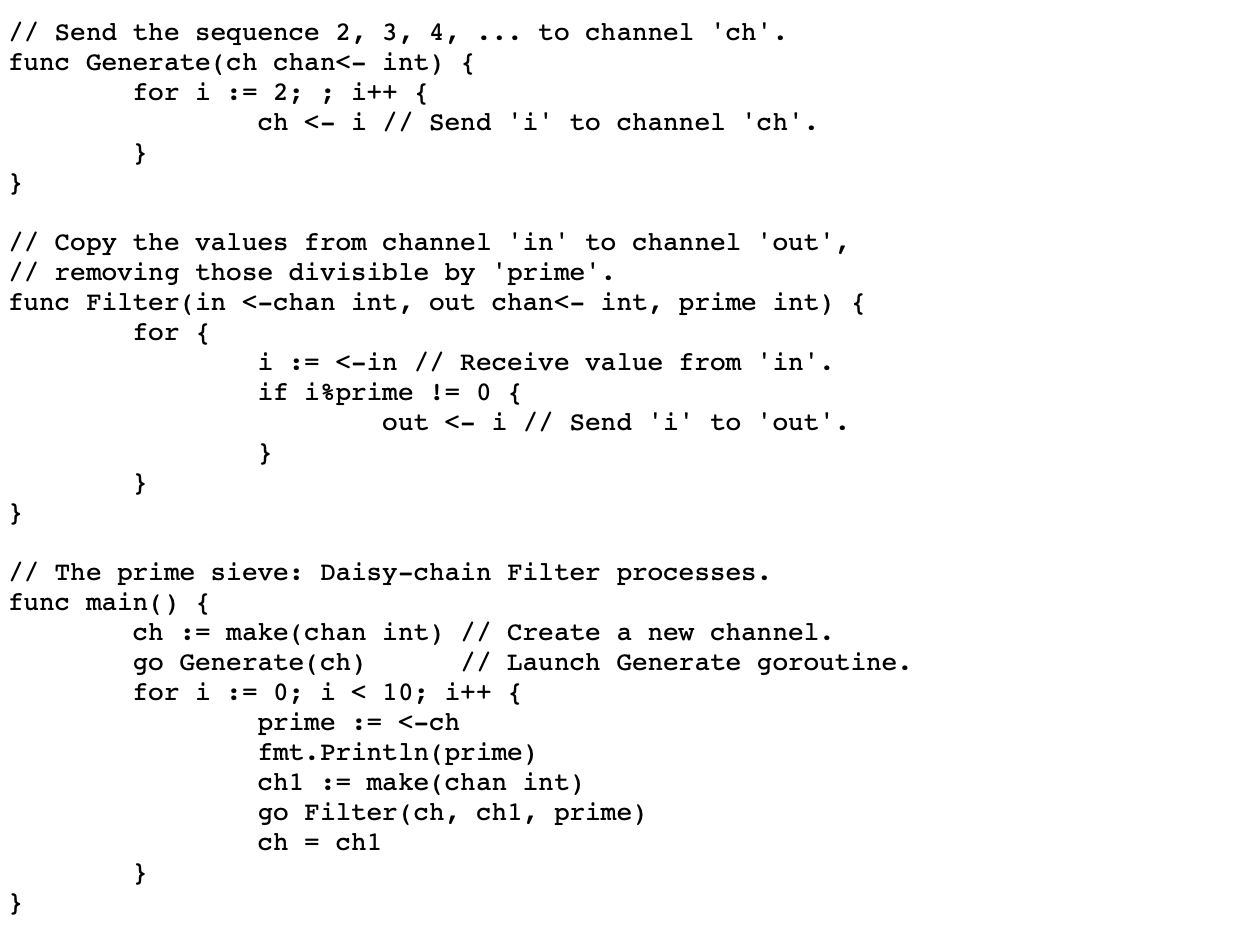 // Send the sequence 2, 3, 4, ... to channel 'ch'.
func Generate(ch chan<- int) {
        for i := 2; ; i++ {
                ch <- i // Send 'i' to channel 'ch'.
        }
}

// Copy the values from channel 'in' to channel 'out',
// removing those divisible by 'prime'.
func Filter(in <-chan int, out chan<- int, prime int) {
        for {
                i := <-in // Receive value from 'in'.
                if i%prime != 0 {
                        out <- i // Send 'i' to 'out'.
                }
        }
}

// The prime sieve: Daisy-chain Filter processes.
func main() {
        ch := make(chan int) // Create a new channel.
        go Generate(ch)      // Launch Generate goroutine.
        for i := 0; i < 10; i++ {
                prime := <-ch
                fmt.Println(prime)
                ch1 := make(chan int)
                go Filter(ch, ch1, prime)
                ch = ch1
        }
}